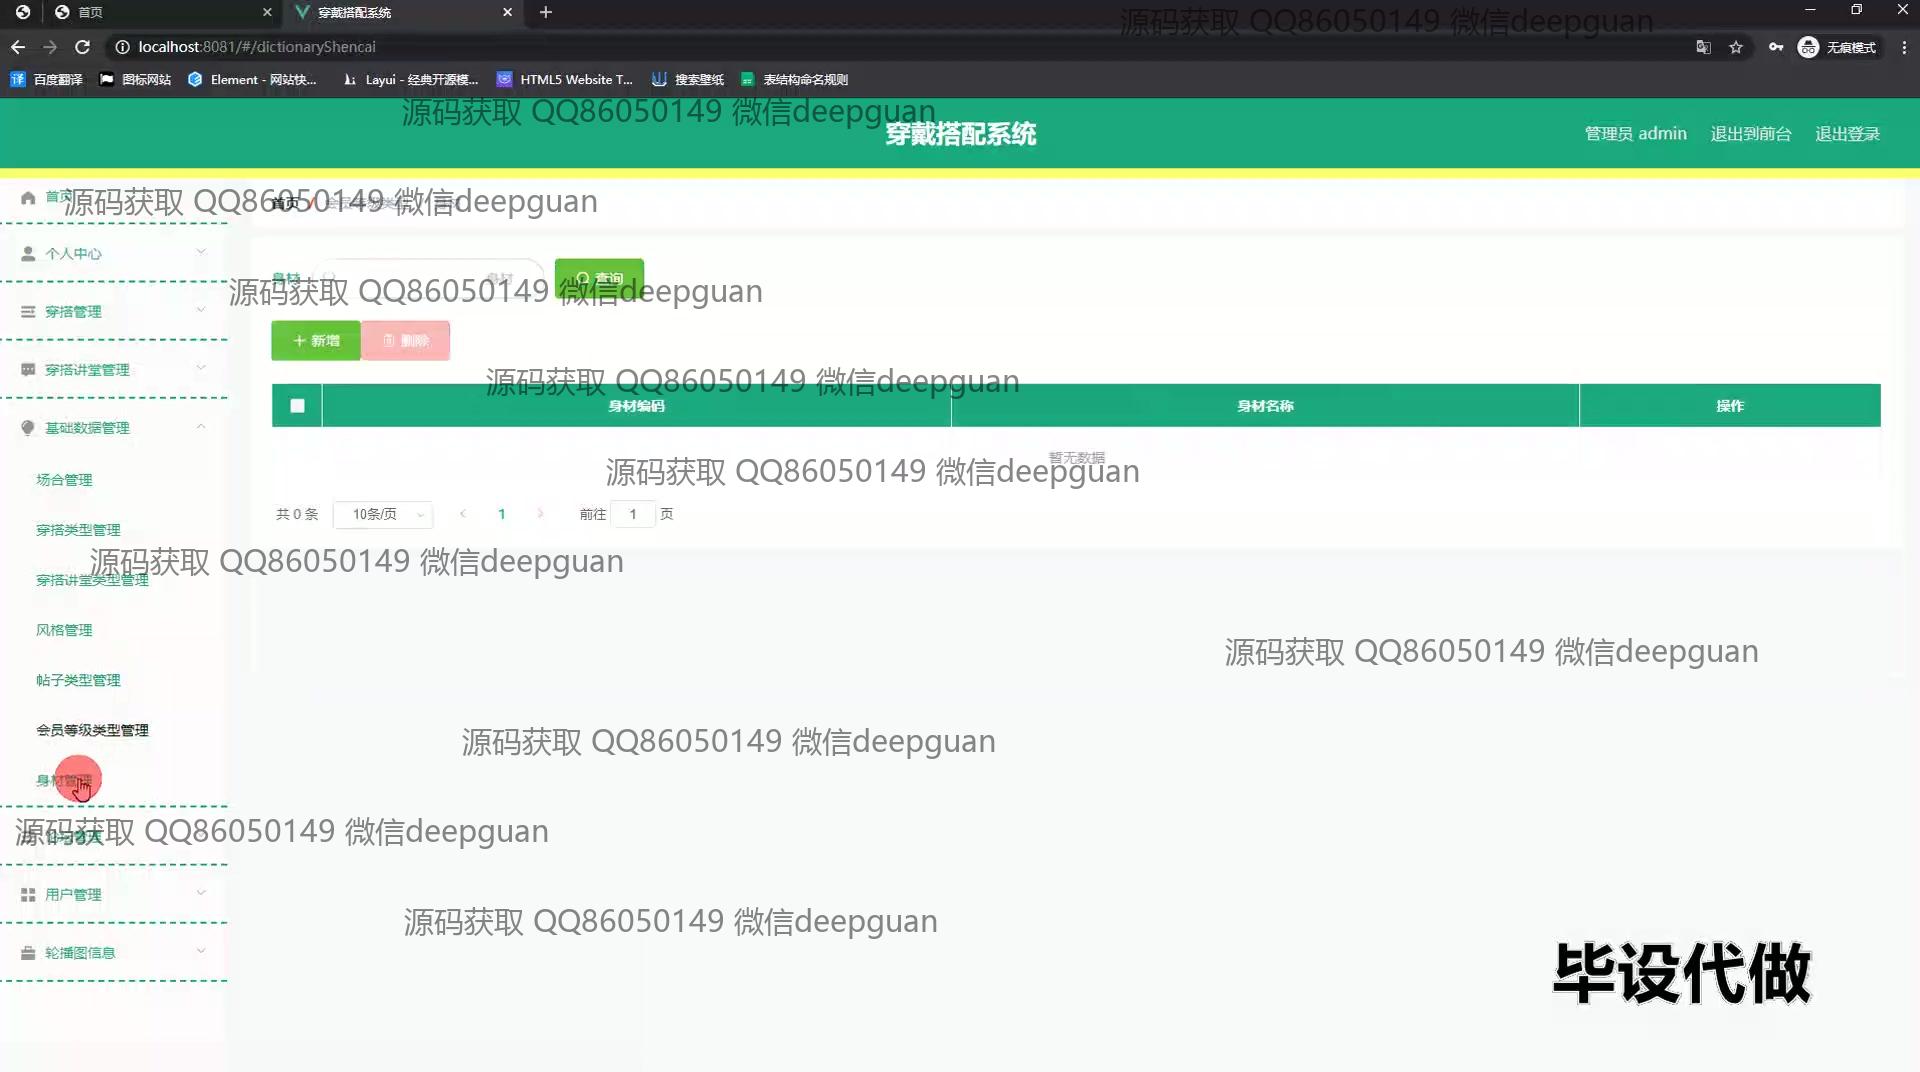 首页
穿戴搭配系统
源码获取 QQ86050149 微信deepguan
localhost:8081/#/dictionaryShencai
无痕模式
百度翻译
图标网站
Element - 网站快...
Layui - 经典开源模...
HTML5 Website T...
搜索壁纸
表结构命名规则
源码获取 QQ86050149 微信deepguan
穿戴搭配系统
管理员 admin
退出到前台
退出登录
首页
源码获取 QQ86050149 微信deepguan
首页
个人中心
身材
身材
查询
源码获取 QQ86050149 微信deepguan
穿搭管理
新增
删除
穿搭讲堂管理
源码获取 QQ86050149 微信deepguan
身材编码
身材名称
操作
基础数据管理
暂无数据
源码获取 QQ86050149 微信deepguan
场合管理
共 0 条
10条/页
1
前往
1
页
穿搭类型管理
源码获取 QQ86050149 微信deepguan
穿搭讲堂类型管理
风格管理
源码获取 QQ86050149 微信deepguan
帖子类型管理
会员等级类型管理
源码获取 QQ86050149 微信deepguan
身材管理
源码获取 QQ86050149 微信deepguan
用户管理
源码获取 QQ86050149 微信deepguan
轮播图信息
毕设代做